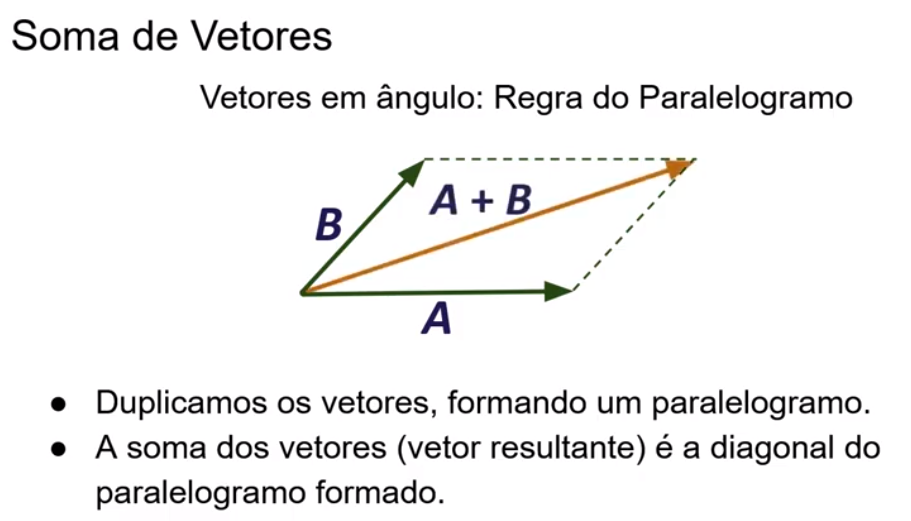 Soma de Vetores
Vetores em ângulo: Regra do Paralelogramo
A + B
B
A
● Duplicamos os vetores, formando um paralelogramo.
● A soma dos vetores (vetor resultante) é a diagonal do
paralelogramo formado.